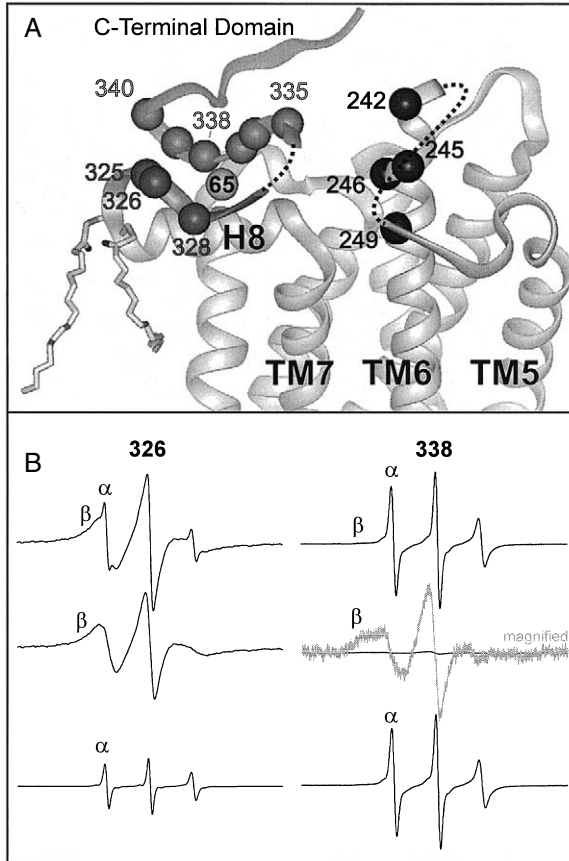 A
C-Terminal Domain
340
338
335
242
325
65
245
326
246
328
H8
249
TM7
TM6
TM5
B
326
338
α
α
β
β
β
β
magnified
α
α